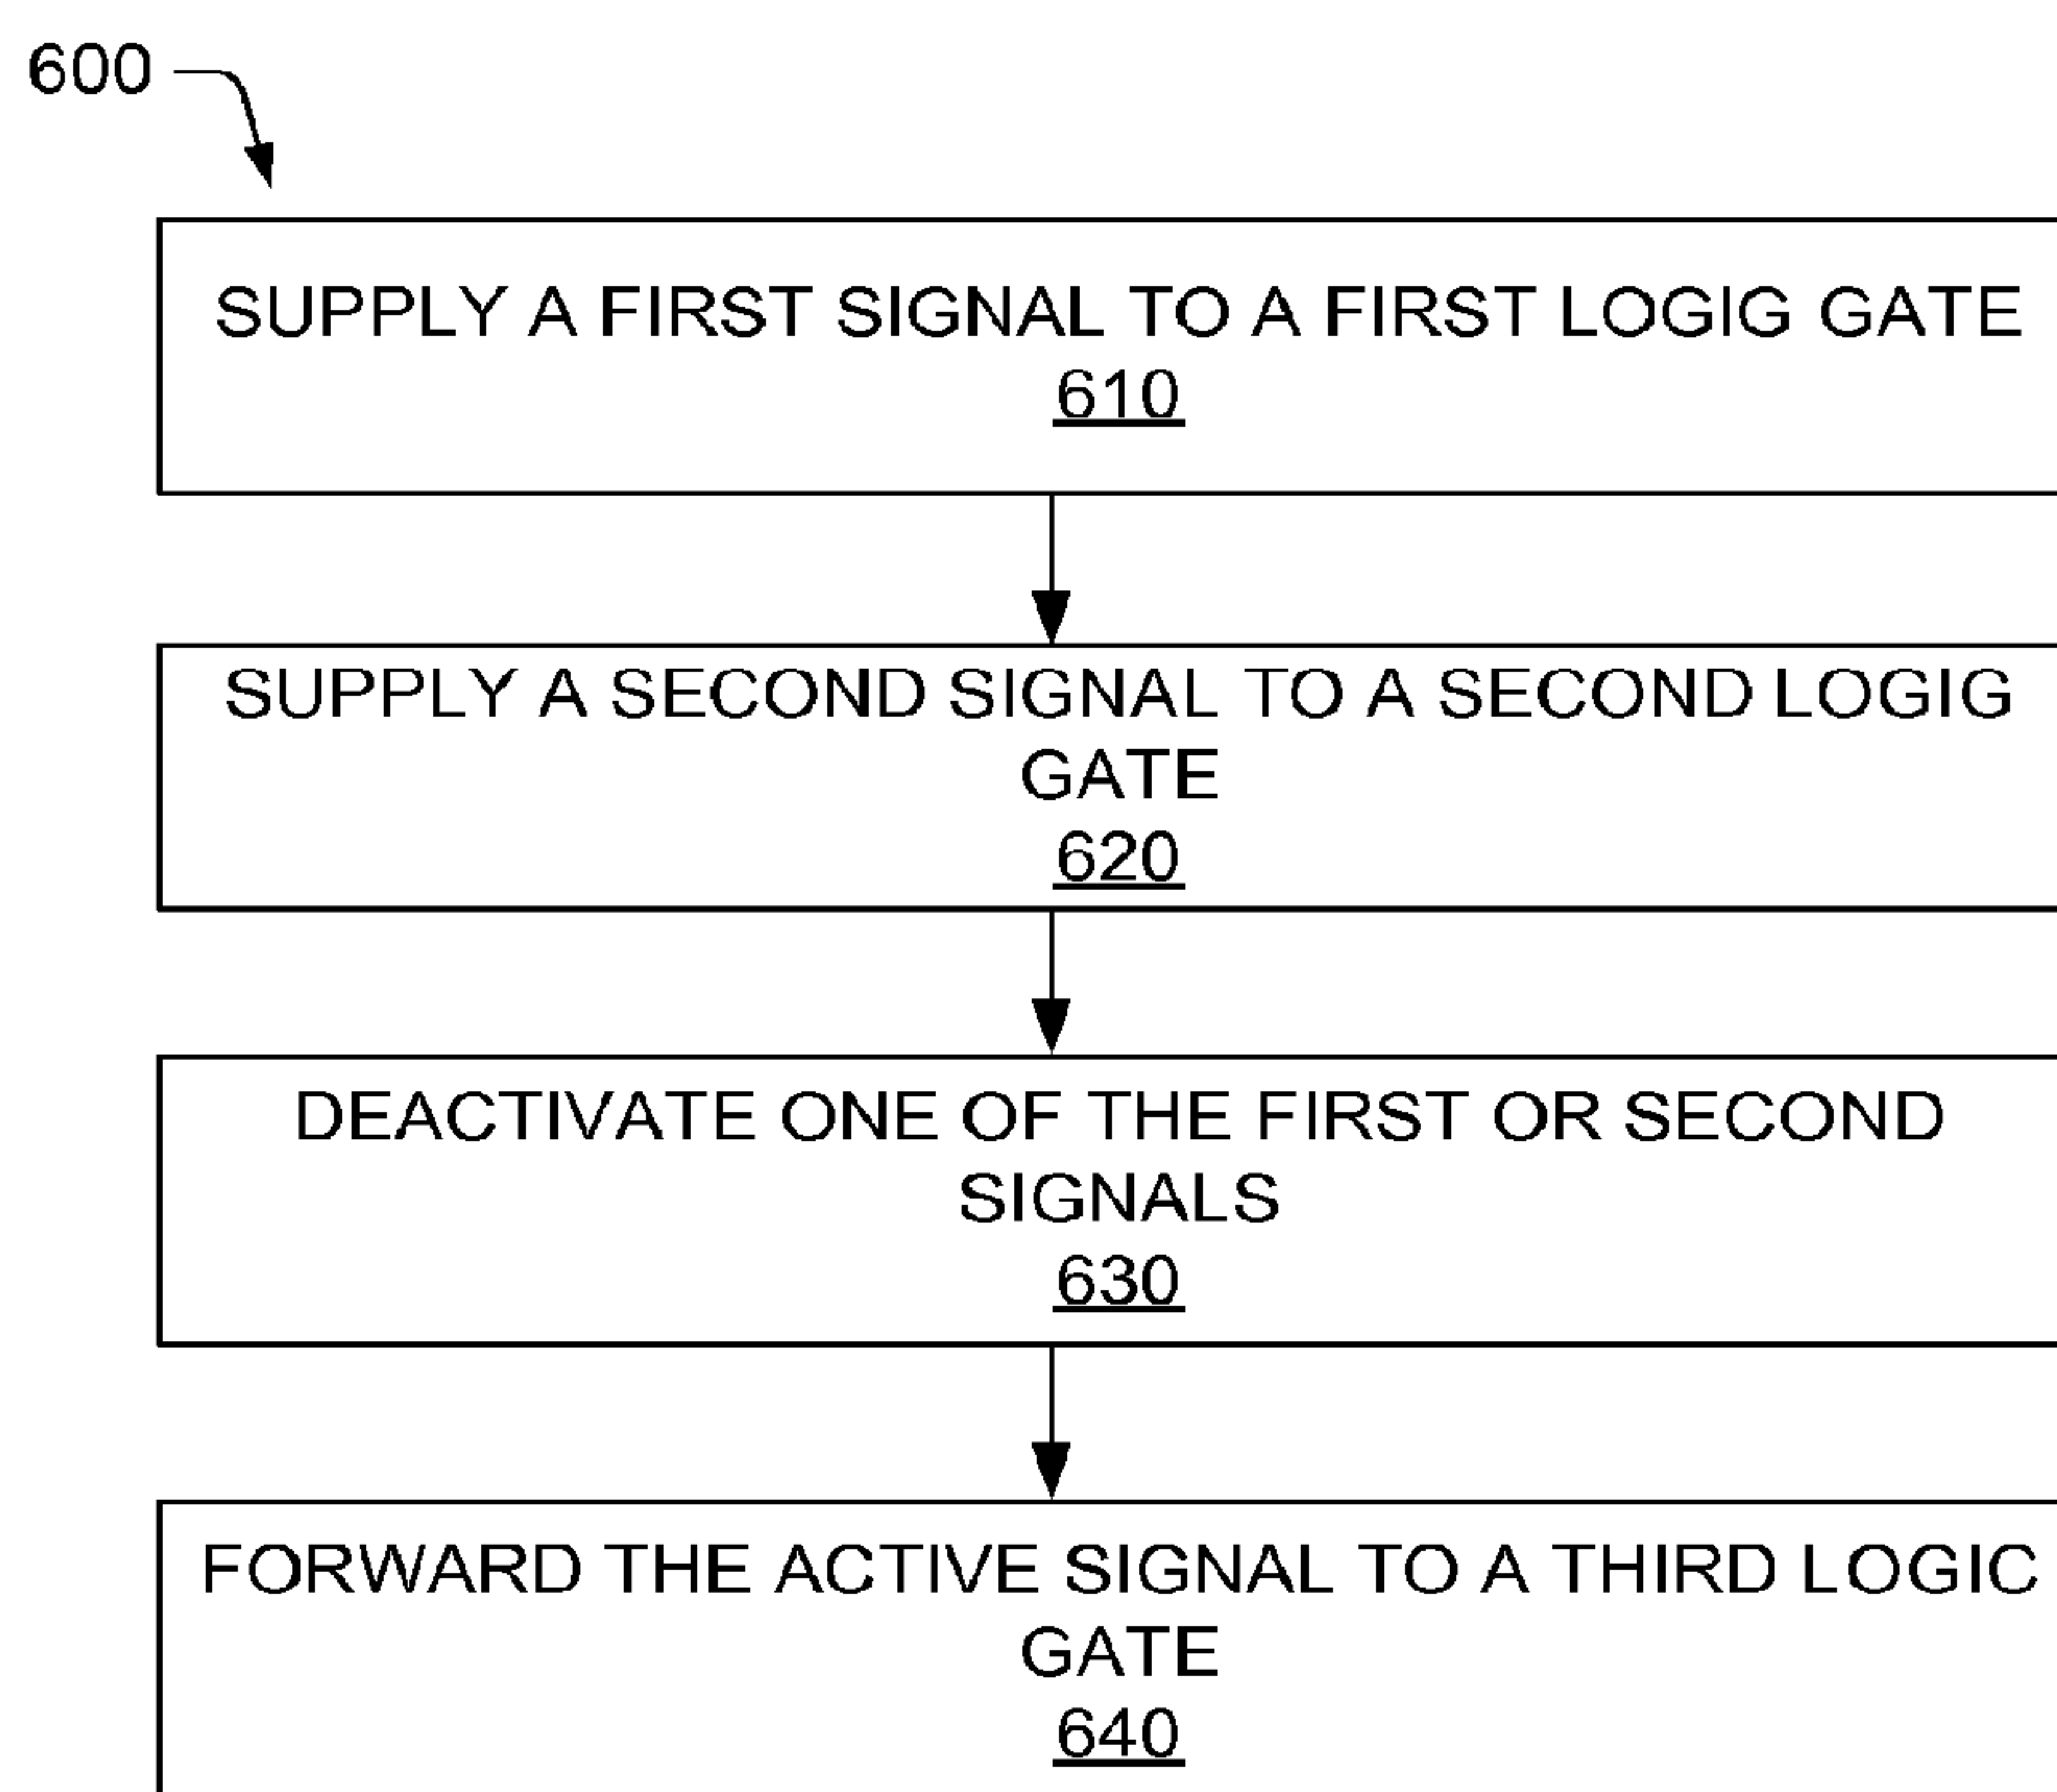 600
SUPPLY A FIRST SIGNAL TO A FIRST LOGIG GATE
610
SUPPLY A SECOND SIGNAL TO A SECOND LOGIG
GATE
620
DEACTIVATE ONE OF THE FIRST OR SECOND
SIGNALS
630
FORWARD THE ACTIVE SIGNAL TO A THIRD LOGIC
GATE
640